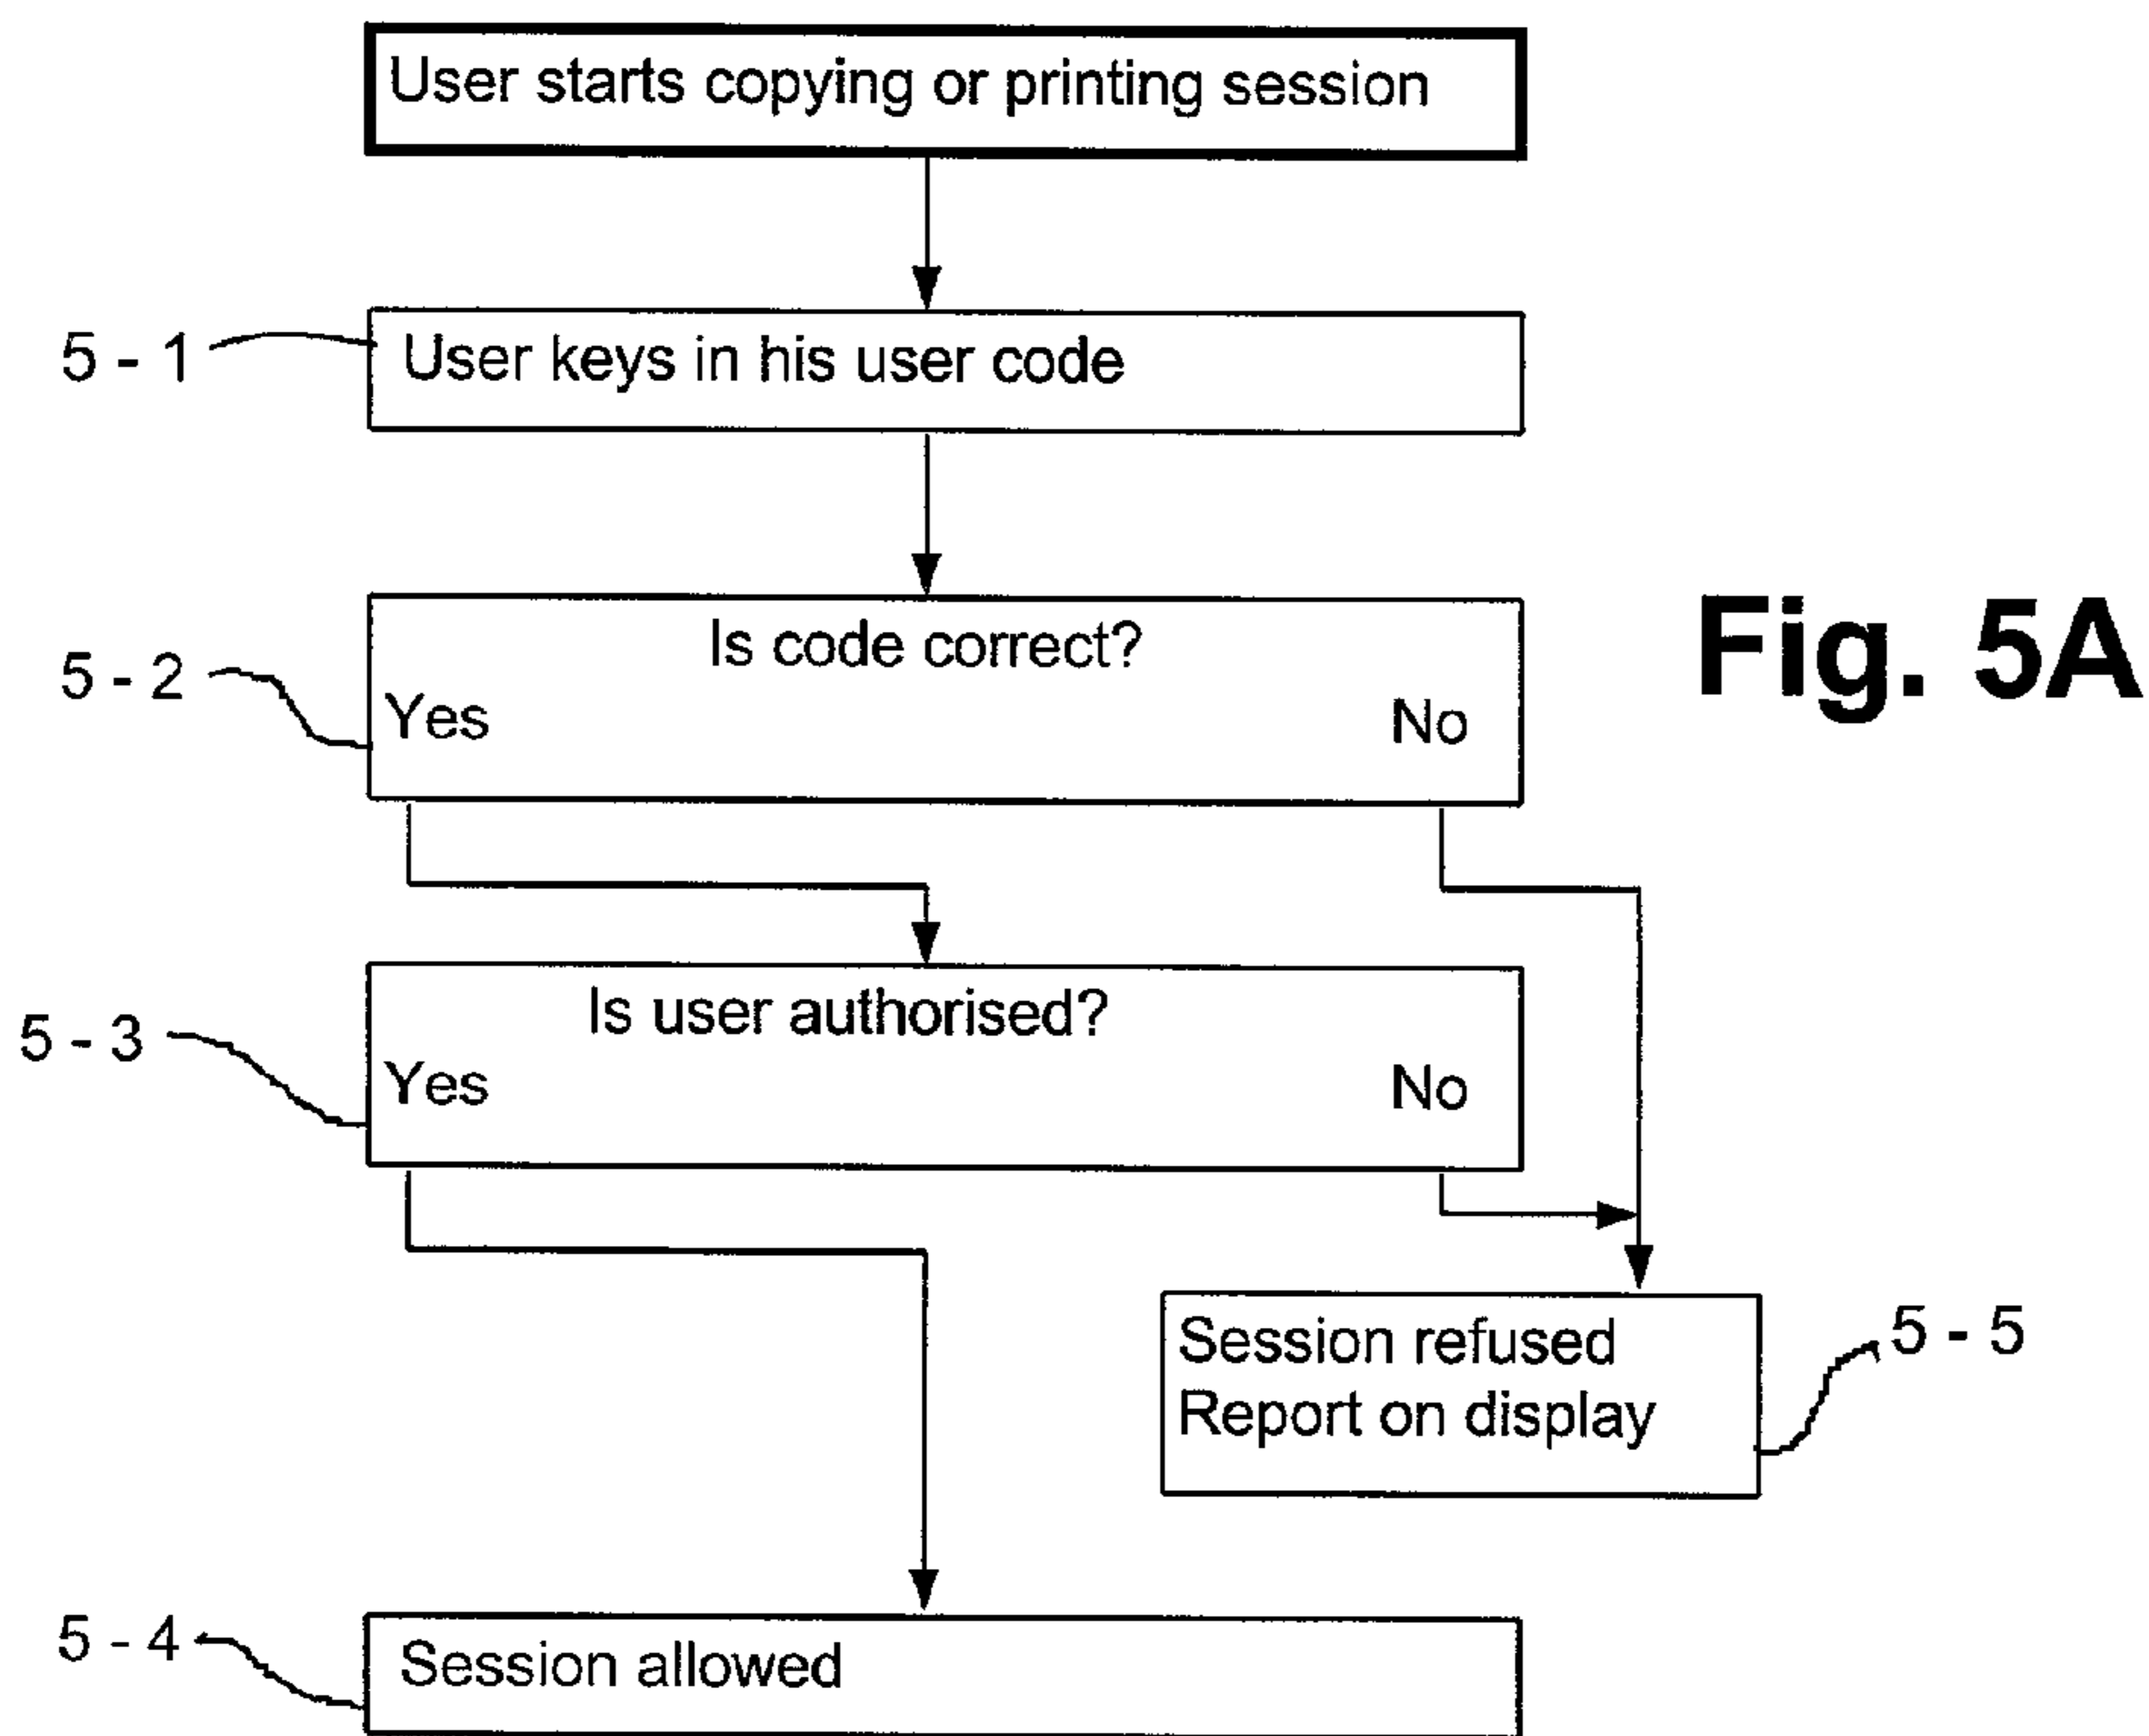 User starts copying or printing session
5 - 1
User keys in his user code
Is code correct?
5 - 2
Yes
No
Fig. 5A
Is user authorised?
5 - 3
Yes
No
Session refused
Report on display
5 - 5
5 - 4
Session allowed